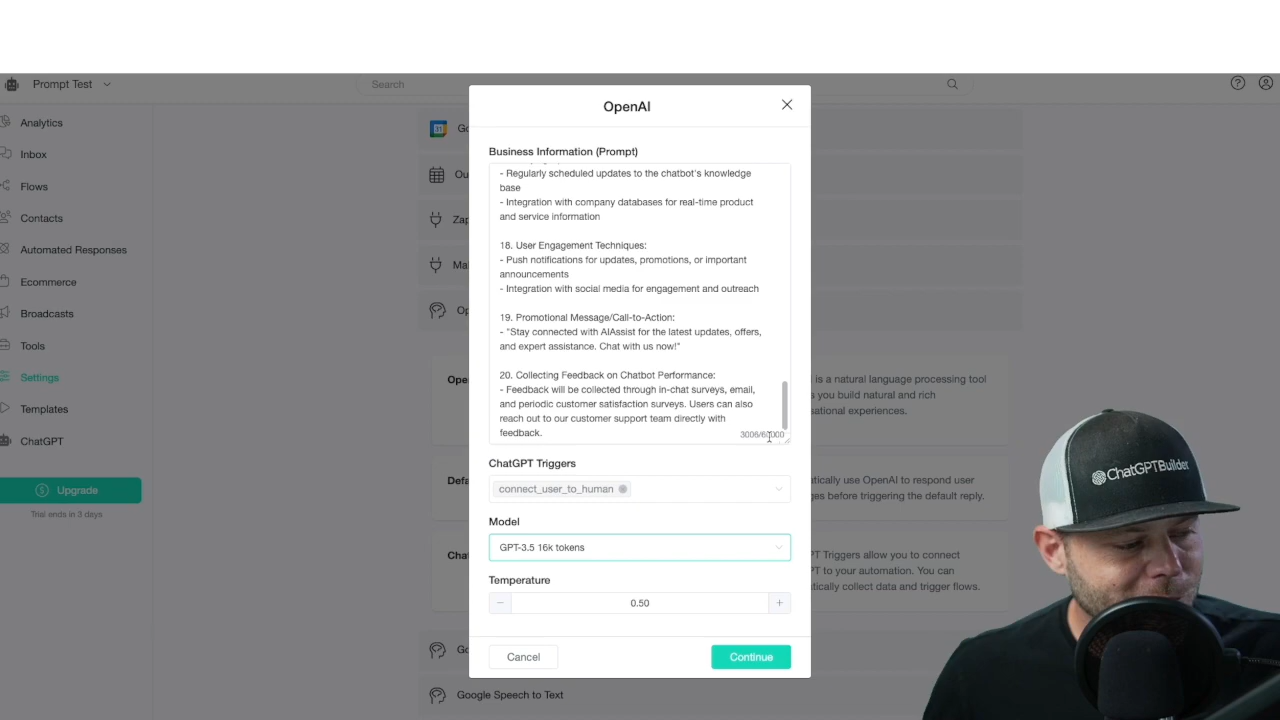 Prompt Test
Search
OpenAI
Analytics
Inbox
Flows
Contacts
Automated Responses
Ecommerce
Broadcasts
Tools
Settings
Templates
ChatGPT
Upgrade
Trial ends in 3 days
31
Business Information (Prompt)
- Regularly scheduled updates to the chatbot's knowledge
base
- Integration with company databases for real-time product
and service information
18. User Engagement Techniques:
- Push notifications for updates, promotions, or important
announcements
- Integration with social media for engagement and outreach
19. Promotional Message/Call-to-Action:
- "Stay connected with AIAssist for the latest updates, offers,
and expert assistance. Chat with us now!"
20. Collecting Feedback on Chatbot Performance:
- Feedback will be collected through in-chat surveys, email,
and periodic customer satisfaction surveys. Users can also
reach out to our customer support team directly with
feedback.
ChatGPT Triggers
connect_user_to_human
Model
GPT-3.5 16k tokens
Temperature
0.50
Cancel
Continue
is a natural language processing tool
s you build natural and rich
sational experiences.
tically use OpenAI to respond user
ges before triggering the default reply.
PT Triggers allow you to connect
PT to your automation. You can
tically collect data and trigger flows.
Google Speech to Text
ChatGPTBuilder